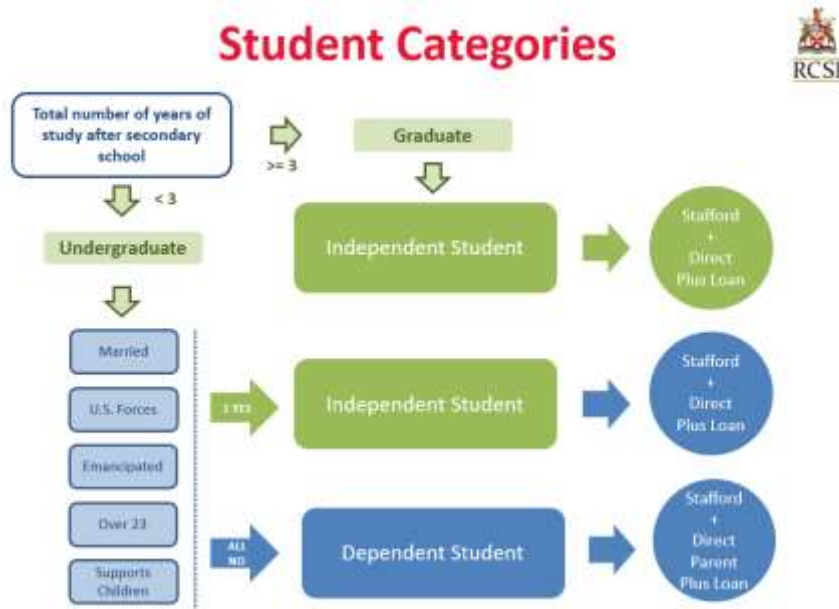 Student Categories
RCSI
Total number of years of
study after secondary
school
>= 3
Graduate
< 3
Undergraduate
Independent Student
Stafford
+
Direct
Plus Loan
Married
U.S. Forces
Emancipated
Over 23
Supports
Children
1 YES
Independent Student
Stafford
+
Direct
Plus Loan
ALL
NO
Dependent Student
Stafford
+
Direct
Parent
Plus Loan